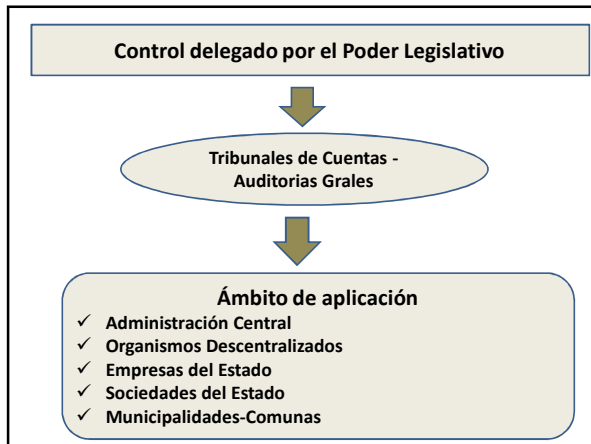 Control delegado por el Poder Legislativo
Tribunales de Cuentas -
Auditorias Grales
Ámbito de aplicación
✓ Administración Central
✓ Organismos Descentralizados
✓ Empresas del Estado
✓ Sociedades del Estado
✓ Municipalidades-Comunas